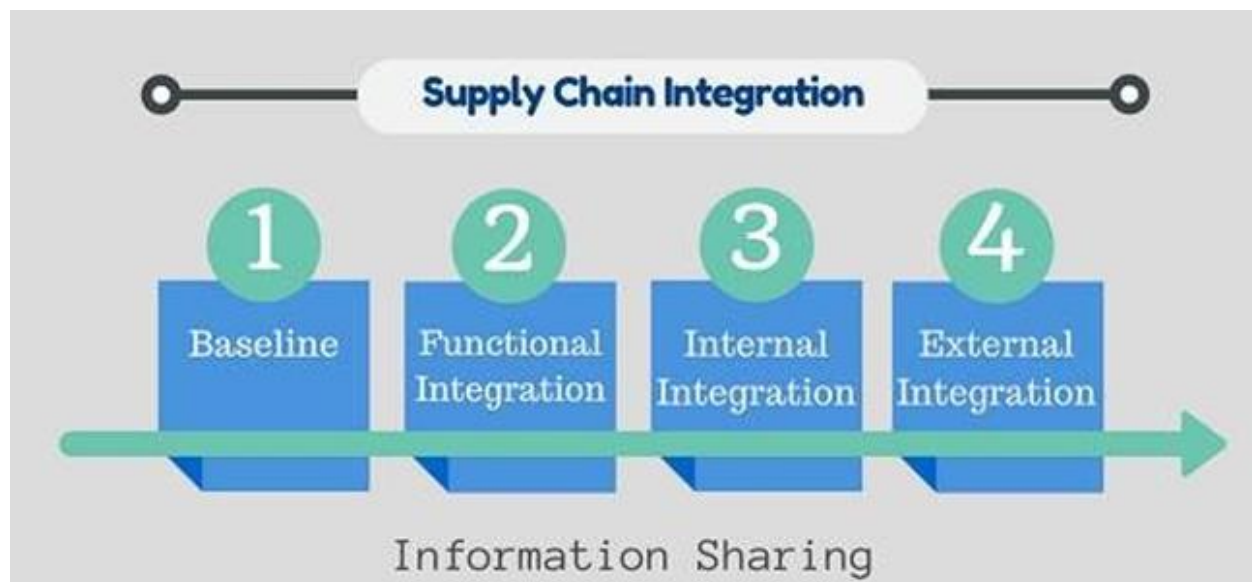 Supply Chain Integration
1
2
3
4
Baseline
Functional
Integration
Internal
Integration
External
Integration
Information Sharing